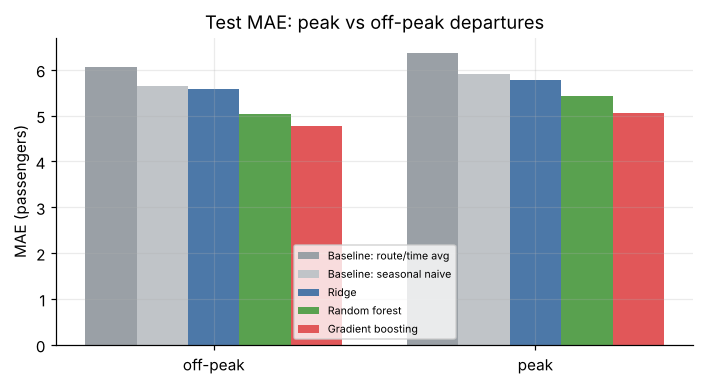 Test MAE: peak vs off-peak departures
MAE (passengers)
6
5
4
3
2
1
0
Baseline: route/time avg
Baseline: seasonal naive
Ridge
Random forest
Gradient boosting
off-peak
peak